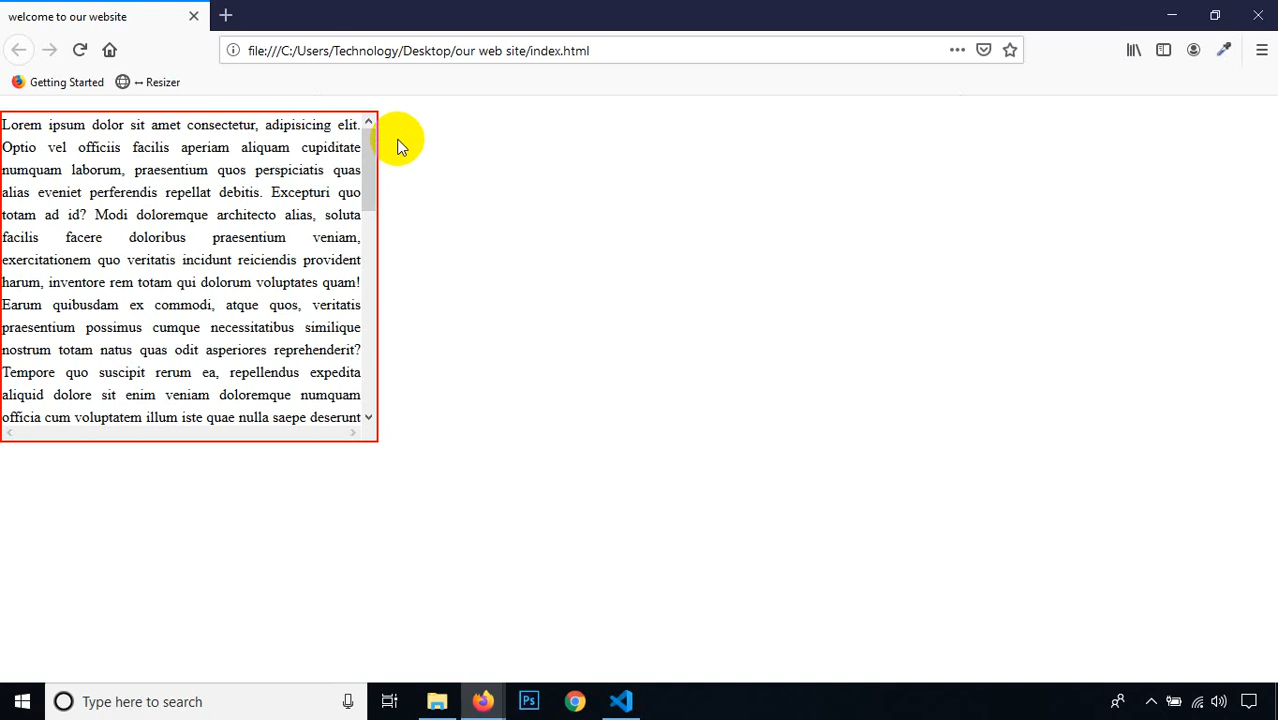 welcome to our website
file:///C:/Users/Technology/Desktop/our web site/index.html
Getting Started
↔ Resizer
Lorem ipsum dolor sit amet consectetur, adipisicing elit.
Optio vel officiis facilis aperiam aliquam cupiditate
numquam laborum, praesentium quos perspiciatis quas
alias eveniet perferendis repellat debitis. Excepturi quo
totam ad id? Modi doloremque architecto alias, soluta
facilis facere doloribus praesentium veniam,
exercitationem quo veritatis incidunt reiciendis provident
harum, inventore rem totam qui dolorum voluptates quam!
Earum quibusdam ex commodi, atque quos, veritatis
praesentium possimus cumque necessitatibus similique
nostrum totam natus quas odit asperiores reprehenderit?
Tempore quo suscipit rerum ea, repellendus expedita
aliquid dolore sit enim veniam doloremque numquam
officia cum voluptatem illum iste quae nulla saepe deserunt
Type here to search
Ps